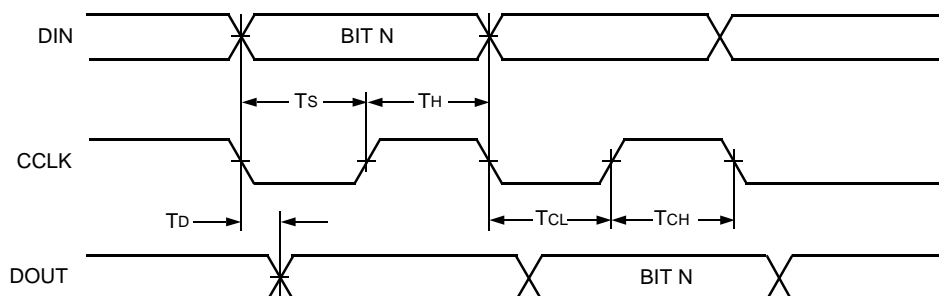 DIN
BIT N
TS
TH
CCLK
TD
TCL
TCH
DOUT
BIT N